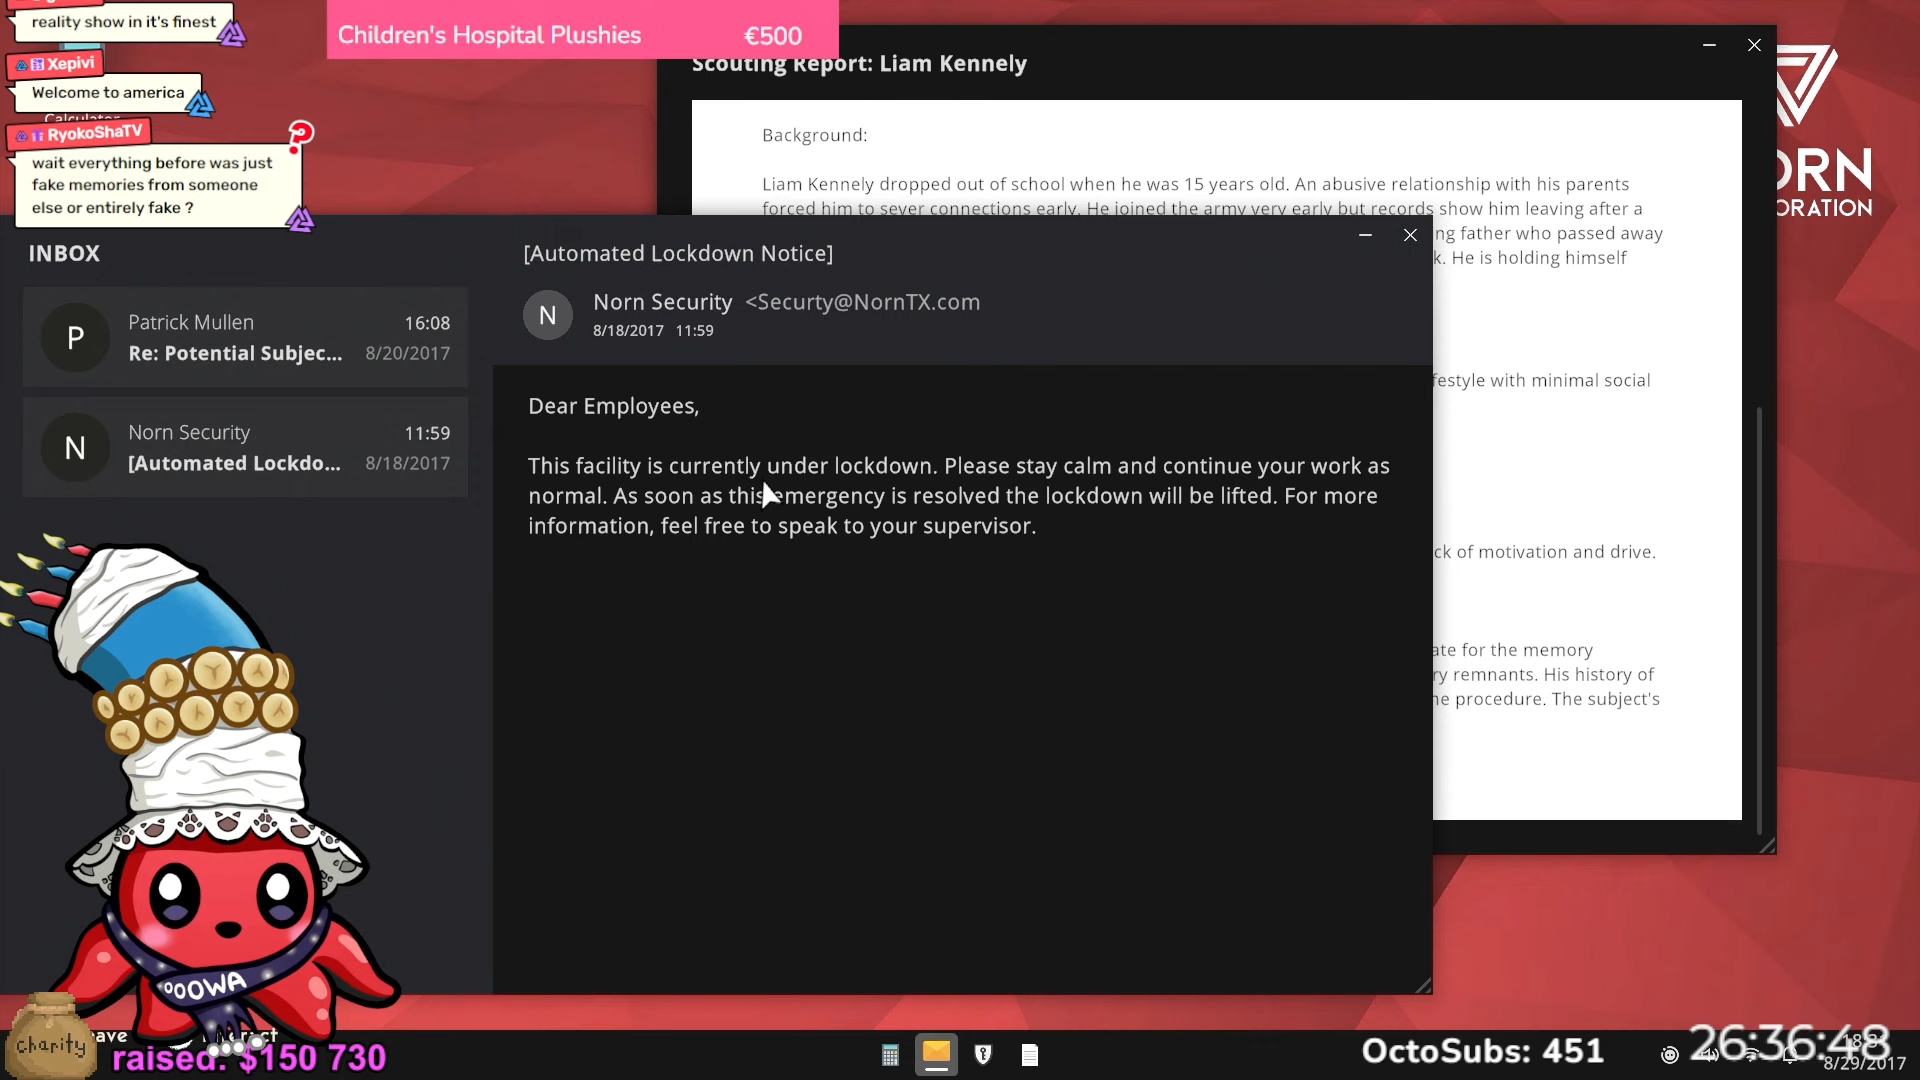 reality show in it's finest
Xepivi
Welcome to america
Calculator
RyokoShaTV
wait everything before was just
fake memories from someone
else or entirely fake ?
Children's Hospital Plushies €500
Scouting Report: Liam Kennely
Background:
Liam Kennely dropped out of school when he was 15 years old. An abusive relationship with his parents
forced him to sever connections early. He joined the army very early but records show him leaving after a
ng father who passed away
k. He is holding himself
festyle with minimal social
ck of motivation and drive.
ate for the memory
ry remnants. His history of
he procedure. The subject's
ORN
ORATION
INBOX
P
Patrick Mullen 16:08
Re: Potential Subjec... 8/20/2017
N
Norn Security 11:59
[Automated Lockdo... 8/18/2017
[Automated Lockdown Notice]
N
Norn Security <Securty@NornTX.com
8/18/2017 11:59
Dear Employees,
This facility is currently under lockdown. Please stay calm and continue your work as
normal. As soon as this emergency is resolved the lockdown will be lifted. For more
information, feel free to speak to your supervisor.
OOOWA
charity
raised: $150 730
OctoSubs: 451
26:36:48
8/29/2017